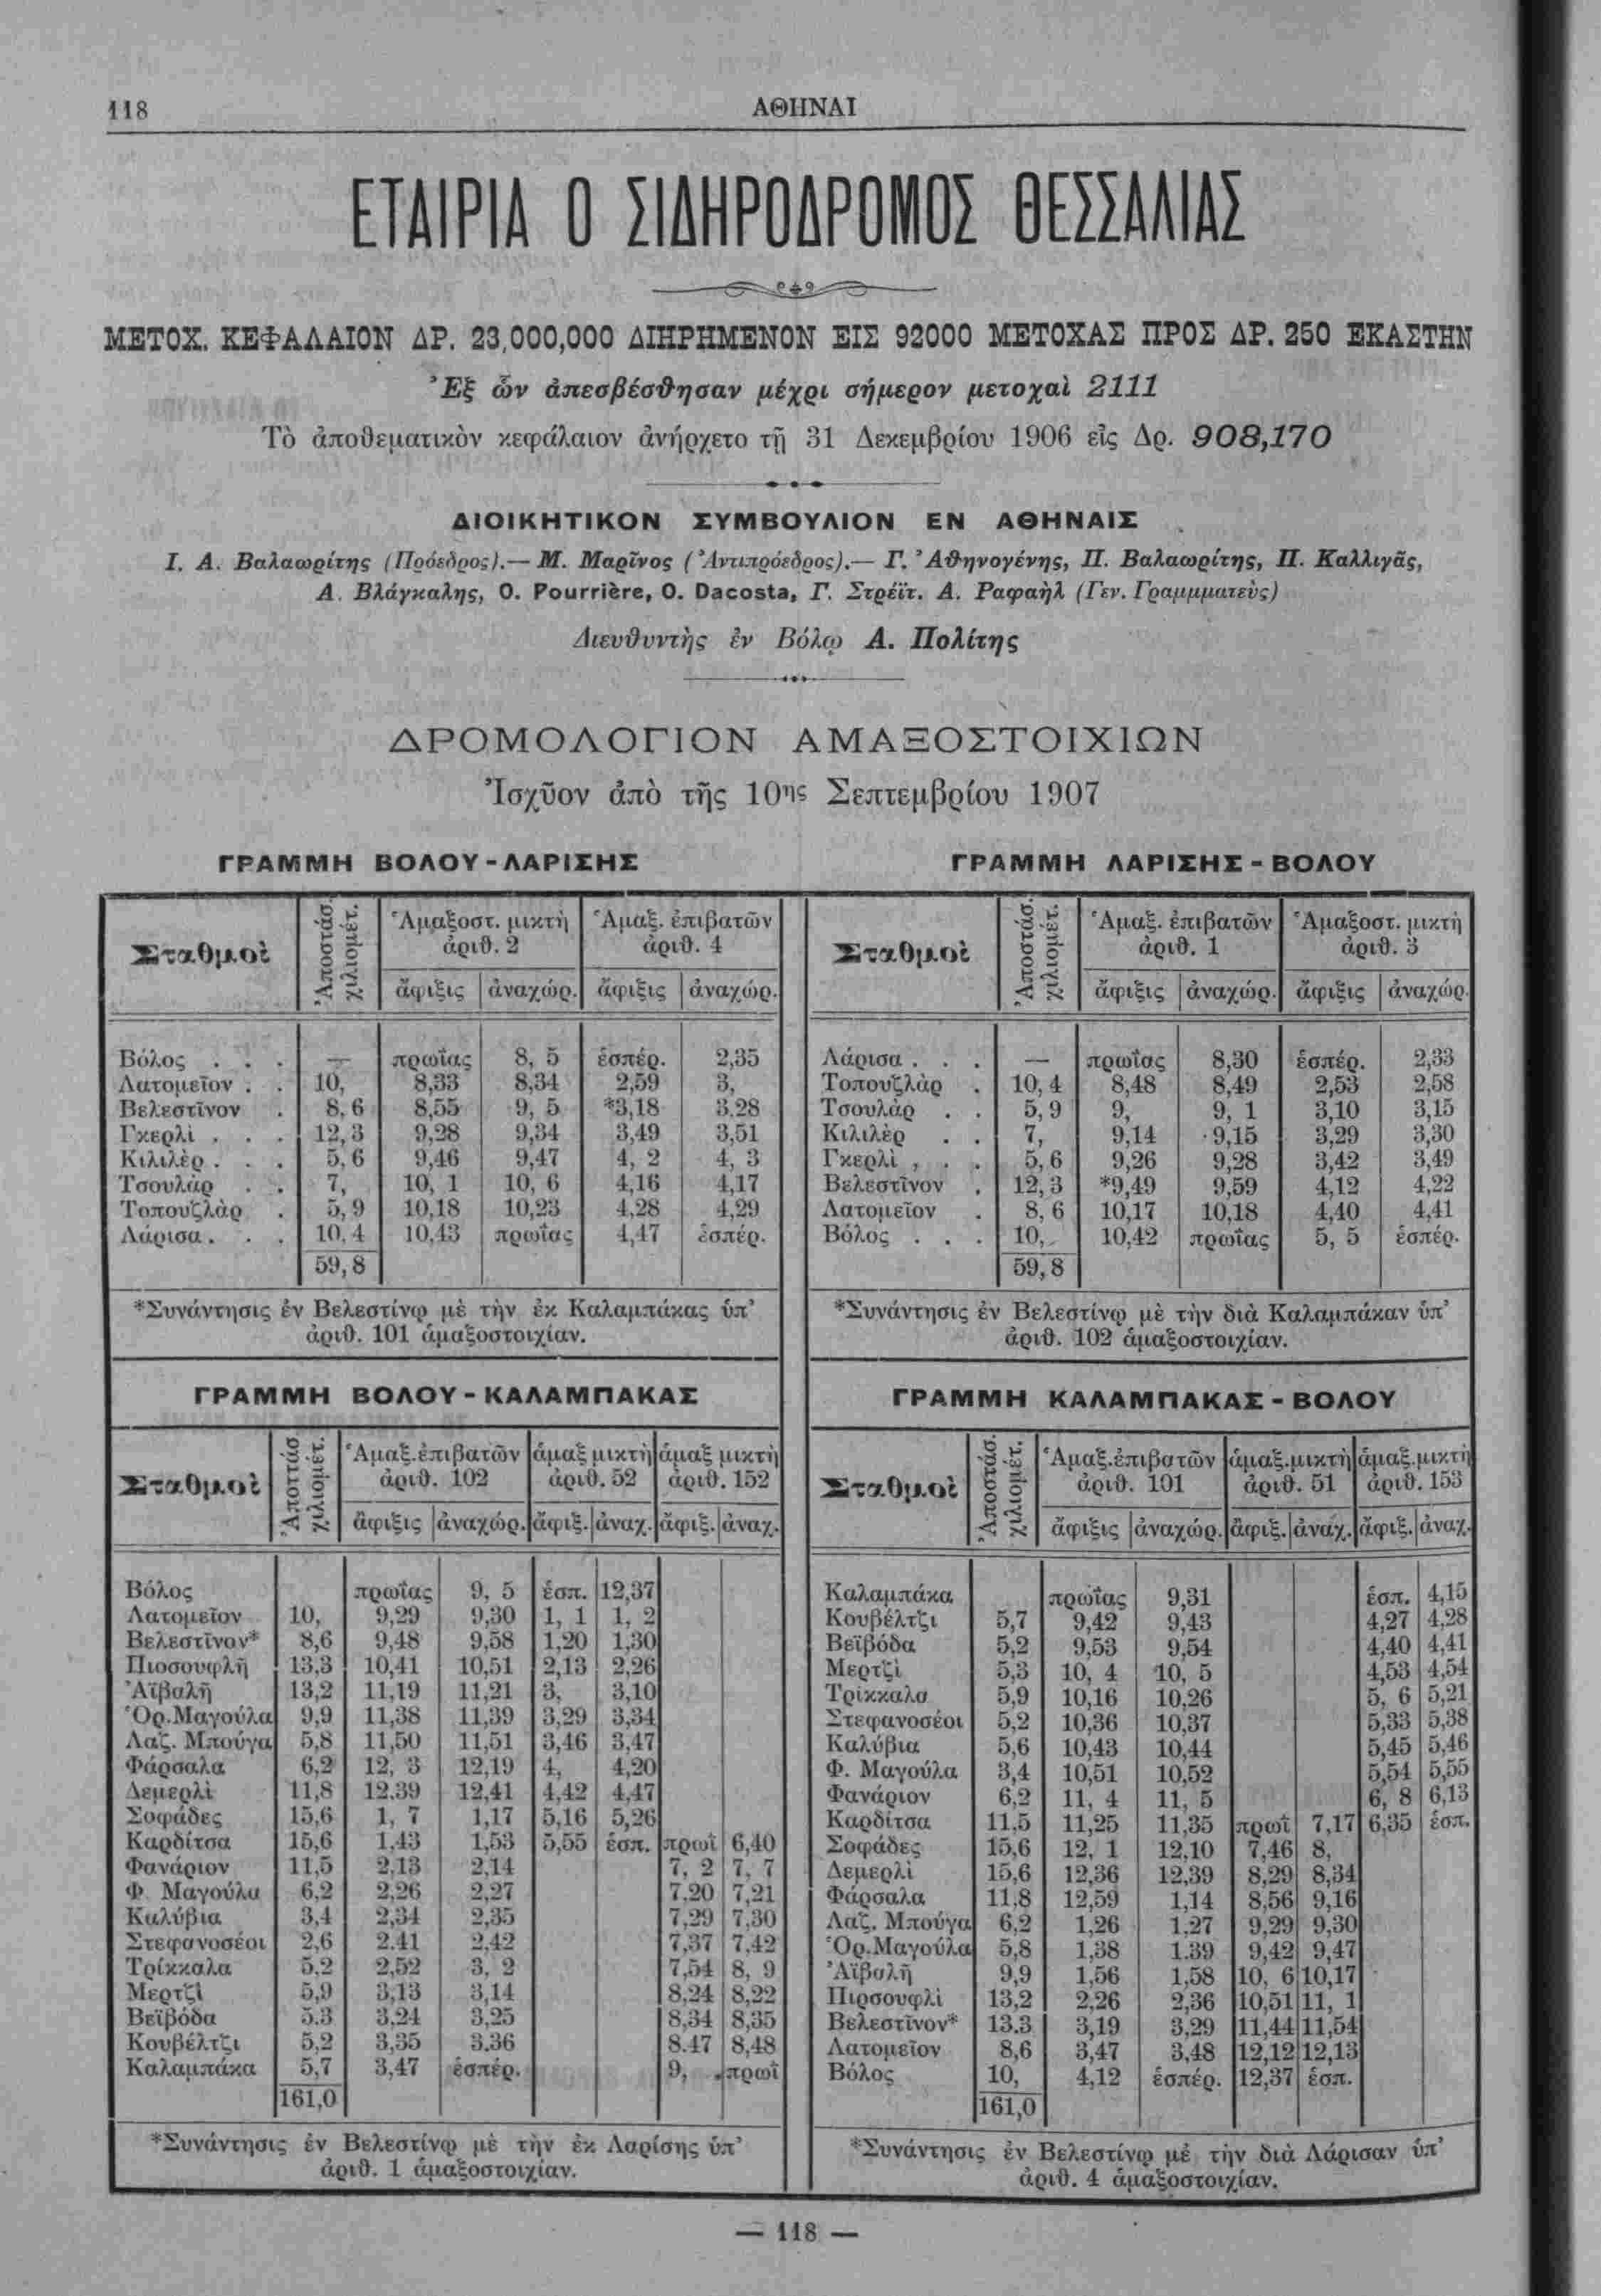 118
ΑΘΗΝΑΙ
ΕΤΑΙΡΙΑ Ο ΣΙΔΗΡΟΔΡΟΜΟΣ ΘΕΣΣΑΛΙΑΣ
ΜΕΤΟΧ. ΚΕΦΑΛΑΙΟΝ ΔΡ. 23,000,000 ΔΙΗΡΗΜΕΝΟΝ ΕΙΣ 92000 ΜΕΤΟΧΑΣ ΠΡΟΣ ΔΡ. 250 ΕΚΑΣΤΗΝ
Ἐξ ὧν ἀπεσβέσθησαν μέχρι σήμερον μετοχαὶ 2111
Τὸ ἀποθεματικὸν κεφάλαιον ἀνήρχετο τῇ 31 Δεκεμβρίου 1906 εἰς Δρ. 908,170
ΔΙΟΙΚΗΤΙΚΟΝ ΣΥΜΒΟΥΛΙΟΝ ΕΝ ΑΘΗΝΑΙΣ
Ι. Α. Βαλαωρίτης (Πρόεδρος).— Μ. Μαρῖνος (Ἀντιπρόεδρος).— Γ. Ἀθηνογένης, Π. Βαλαωρίτης, Π. Καλλιγᾶς,
Α. Βλάγκαλης, O. Pourrière, O. Dacosta, Γ. Στρέϊτ. Α. Ραφαὴλ (Γεν. Γραμμματεὺς)
Διευθυντὴς ἐν Βόλῳ Α. Πολίτης
ΔΡΟΜΟΛΟΓΙΟΝ ΑΜΑΞΟΣΤΟΙΧΙΩΝ
Ἰσχῦον ἀπὸ τῆς 10ης Σεπτεμβρίου 1907
ΓΡΑΜΜΗ ΒΟΛΟΥ - ΛΑΡΙΣΗΣ
Σταθμοὶ Ἀποστάσ. χιλιομέτ. Ἁμαξοστ. μικτὴ ἀριθ. 2 Ἁμαξ. ἐπιβατῶν ἀριθ. 4
ἄφιξις ἀναχώρ. ἄφιξις ἀναχώρ.
Βόλος . . . — πρωΐας 8, 5 ἑσπέρ. 2,35
Λατομεῖον . . 10, 8,33 8,34 2,59 3,
Βελεστῖνον . 8,6 8,55 9, 5 *3,18 3.28
Γκερλὶ . . . 12,3 9,28 9,34 3,49 3,51
Κιλιλὲρ . . . 5,6 9,46 9,47 4, 2 4, 3
Τσουλάρ . . 7, 10, 1 10, 6 4,16 4,17
Τοπουζλὰρ . 5,9 10,18 10,23 4,28 4,29
Λάρισα . . . 10,4 10,43 πρωΐας 4,47 ἑσπέρ.
59,8
*Συνάντησις ἐν Βελεστίνῳ μὲ τὴν ἐκ Καλαμπάκας ὑπ’
ἀριθ. 101 ἁμαξοστοιχίαν.
ΓΡΑΜΜΗ ΛΑΡΙΣΗΣ - ΒΟΛΟΥ
Σταθμοὶ Ἀποστάσ. χιλιομέτ. Ἁμαξ. ἐπιβατῶν ἀριθ. 1 Ἁμαξοστ. μικτὴ ἀριθ. 3
ἄφιξις ἀναχώρ. ἄφιξις ἀναχώρ.
Λάρισα . . . — πρωΐας 8,30 ἑσπέρ. 2,33
Τοπουζλὰρ . 10,4 8,48 8,49 2,53 2,58
Τσουλάρ . . 5,9 9, 9, 1 3,10 3,15
Κιλιλὲρ . . 7, 9,14 9,15 3,29 3,30
Γκερλὶ , . . 5,6 9,26 9,28 3,42 3,49
Βελεστῖνον . 12,3 *9,49 9,59 4,12 4,22
Λατομεῖον . 8,6 10,17 10,18 4,40 4,41
Βόλος . . . 10, 10,42 πρωΐας 5, 5 ἑσπέρ.
59,8
*Συνάντησις ἐν Βελεστίνῳ μὲ τὴν διὰ Καλαμπάκαν ὑπ’
ἀριθ. 102 ἁμαξοστοιχίαν.
ΓΡΑΜΜΗ ΒΟΛΟΥ - ΚΑΛΑΜΠΑΚΑΣ
Σταθμοὶ Ἀποστάσ χιλιομέτ. Ἁμαξ.ἐπιβατῶν ἀριθ. 102 ἁμαξ μικτὴ ἀριθ. 52 ἁμαξ μικτὴ ἀριθ. 152
ἄφιξις ἀναχώρ. ἄφιξ. ἀναχ. ἄφιξ. ἀναχ.
Βόλος πρωΐας 9, 5 ἑσπ. 12,37
Λατομεῖον 10, 9,29 9,30 1, 1 1, 2
Βελεστῖνον* 8,6 9,48 9,58 1,20 1,30
Πιοσουφλῆ 13,3 10,41 10,51 2,13 2,26
Ἀϊβαλῆ 13,2 11,19 11,21 3, 3,10
Ὀρ.Μαγούλα 9,9 11,38 11,39 3,29 3,34
Λαζ. Μπούγα 5,8 11,50 11,51 3,46 3,47
Φάρσαλα 6,2 12, 3 12,19 4, 4,20
Δεμερλὶ 11,8 12.39 12,41 4,42 4,47
Σοφάδες 15,6 1, 7 1,17 5,16 5,26
Καρδίτσα 15,6 1,43 1,53 5,55 ἑσπ. πρωῒ 6,40
Φανάριον 11,5 2,13 2,14 7, 2 7, 7
Φ Μαγούλα 6,2 2,26 2,27 7,20 7,21
Καλύβια 3,4 2,34 2,35 7,29 7,30
Στεφανοσέοι 2,6 2.41 2,42 7,37 7,42
Τρίκκαλα 5,2 2,52 3, 2 7,54 8, 9
Μερτζὶ 5,9 3,13 3,14 8,24 8,22
Βεϊβόδα 5.3 3,24 3,25 8,34 8,35
Κουβέλτζι 5,2 3,35 3.36 8.47 8,48
Καλαμπάκα 5,7 3,47 ἑσπέρ. 9, πρωῒ
161,0
*Συνάντησις ἐν Βελεστίνῳ μὲ τὴν ἐκ Λαρίσης ὑπ’
ἀριθ. 1 ἁμαξοστοιχίαν.
ΓΡΑΜΜΗ ΚΑΛΑΜΠΑΚΑΣ - ΒΟΛΟΥ
Σταθμοὶ Ἀποστάσ. χιλιομέτ. Ἁμαξ.ἐπιβατῶν ἀριθ. 101 ἁμαξ.μικτὴ ἀριθ. 51 ἁμαξ.μικτὴ ἀριθ. 153
ἄφιξις ἀναχώρ. ἄφιξ. ἀναχ. ἄφιξ. ἀναχ.
Καλαμπάκα πρωΐας 9,31 ἑσπ. 4,15
Κουβέλτζι 5,7 9,42 9,43 4,27 4,28
Βεϊβόδα 5,2 9,53 9,54 4,40 4,41
Μερτζὶ 5,3 10, 4 10, 5 4,53 4,54
Τρίκκαλα 5,9 10,16 10.26 5, 6 5,21
Στεφανοσέοι 5,2 10,36 10,37 5,33 5,38
Καλύβια 5,6 10,43 10,44 5,45 5,46
Φ. Μαγούλα 3,4 10,51 10,52 5,54 5,55
Φανάριον 6,2 11, 4 11, 5 6, 8 6,13
Καρδίτσα 11,5 11,25 11,35 πρωῒ 7,17 6,35 ἑσπ.
Σοφάδες 15,6 12, 1 12,10 7,46 8,
Δεμερλὶ 15,6 12,36 12,39 8,29 8,34
Φάρσαλα 11,8 12,59 1,14 8,56 9,16
Λαζ. Μπούγα 6,2 1,26 1.27 9,29 9,30
Ὀρ.Μαγούλα 5,8 1,38 1.39 9,42 9,47
Ἀϊβαλῆ 9,9 1,56 1,58 10, 6 10,17
Πιρσουφλὶ 13,2 2,26 2,36 10,51 11, 1
Βελεστῖνον* 13.3 3,19 3,29 11,44 11,54
Λατομεῖον 8,6 3,47 3,48 12,12 12,13
Βόλος 10, 4,12 ἑσπέρ. 12,37 ἑσπ.
161,0
*Συνάντησις ἐν Βελεστίνῳ μὲ τὴν διὰ Λάρισαν ὑπ’
ἀριθ. 4 ἁμαξοστοιχίαν.
— 118 —